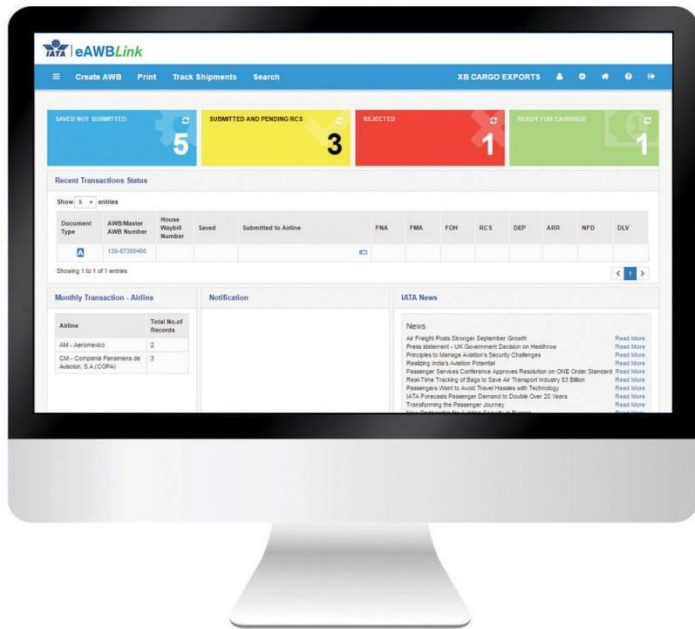 IATA eAWBLink
Create AWB Print Track Shipments Search XB CARGO EXPORTS
SAVED NOT SUBMITTED
5
SUBMITTED AND PENDING RCS
3
REJECTED
1
READY FOR CARRIAGE
1
Recent Transactions Status
Show 5 entries
Document Type
AWB/Master AWB Number
House Waybill Number
Saved
Submitted to Airline
FNA
FMA
FOH
RCS
DEP
ARR
NFD
DLV
A
Showing 1 to 1 of 1 entries
< 1 >
Monthly Transaction - Airline
Airline
Total No.of Records
AM - Aeromexico 2
CM - Compania Panamena de Aviacion, S.A.(COPA) 3
Notification
IATA News
News
Air Freight Posts Stronger September Growth Read More
Press statement - UK Government Decision on Heathrow Read More
Principles to Manage Aviation's Security Challenges Read More
Realizing India's Aviation Potential Read More
Passenger Services Conference Approves Resolution on ONE Order Standard Read More
Real-Time Tracking of Bags to Save Air Transport Industry $3 Billion Read More
Passengers Want to Avoid Travel Hassles with Technology Read More
IATA Forecasts Passenger Demand to Double Over 20 Years Read More
Transforming the Passenger Journey Read More